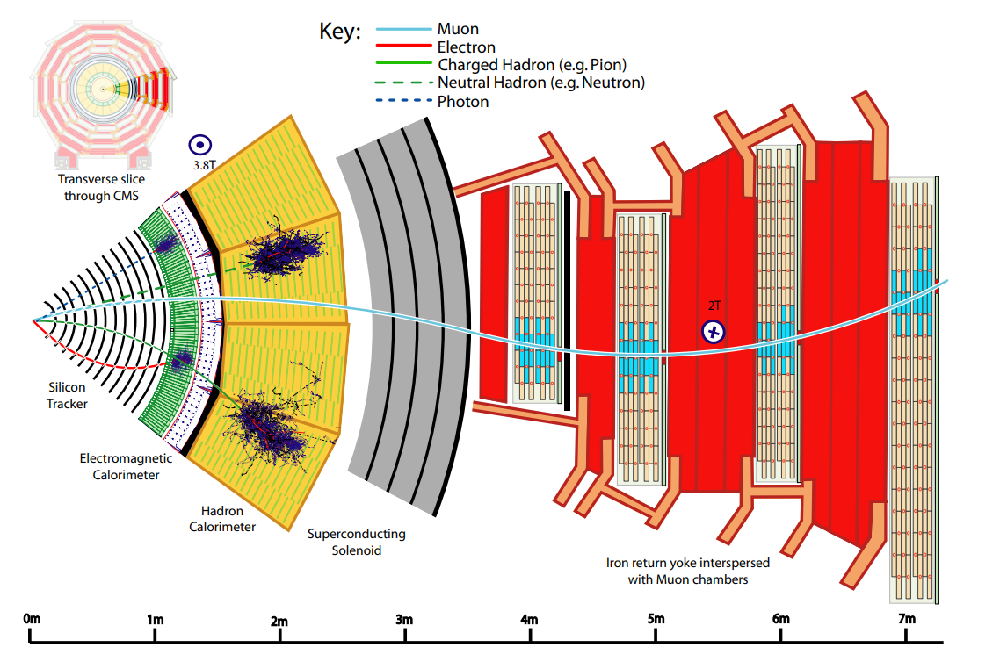 Key:
Muon
Electron
Charged Hadron (e.g. Pion)
Neutral Hadron (e.g. Neutron)
Photon
Transverse slice
through CMS
3.8T
2T
Silicon
Tracker
Electromagnetic
Calorimeter
Hadron
Calorimeter
Superconducting
Solenoid
Iron return yoke interspersed
with Muon chambers
0m 1m 2m 3m 4m 5m 6m 7m